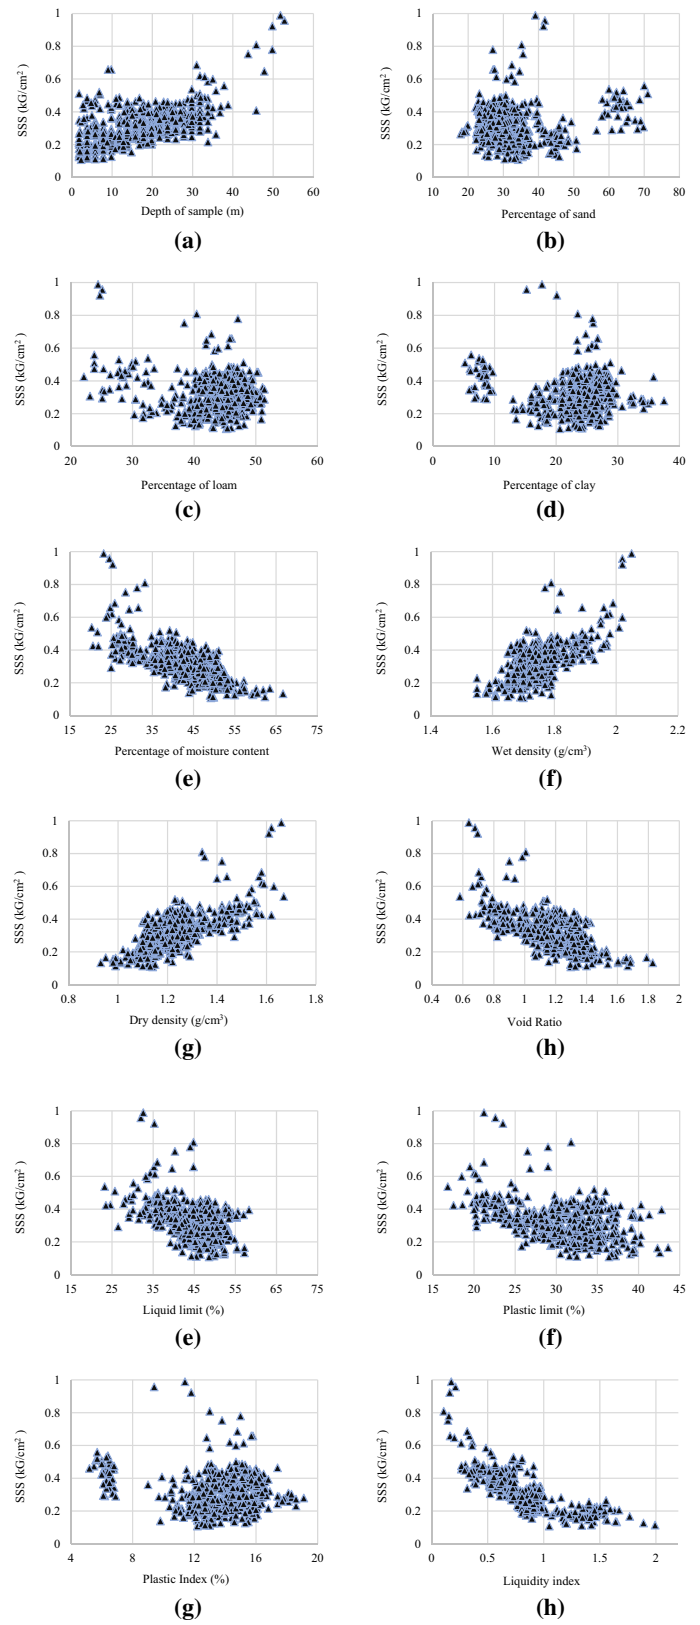 1
0.8
0.6
0.4
0.2
0
SSS (kG/cm² )
0 10 20 30 40 50 60
Depth of sample (m)
(a)
1
0.8
0.6
0.4
0.2
0
SSS (kG/cm² )
10 20 30 40 50 60 70 80
Percentage of sand
(b)
1
0.8
0.6
0.4
0.2
0
SSS (kG/cm² )
20 30 40 50 60
Percentage of loam
(c)
1
0.8
0.6
0.4
0.2
0
SSS (kG/cm² )
0 10 20 30 40
Percentage of clay
(d)
1
0.8
0.6
0.4
0.2
0
SSS (kG/cm² )
15 25 35 45 55 65 75
Percentage of moisture content
(e)
1
0.8
0.6
0.4
0.2
0
SSS (kG/cm² )
1.4 1.6 1.8 2 2.2
Wet density (g/cm³)
(f)
1
0.8
0.6
0.4
0.2
0
SSS (kG/cm² )
0.8 1 1.2 1.4 1.6 1.8
Dry density (g/cm³)
(g)
1
0.8
0.6
0.4
0.2
0
SSS (kG/cm² )
0.4 0.6 0.8 1 1.2 1.4 1.6 1.8 2
Void Ratio
(h)
1
0.8
0.6
0.4
0.2
0
SSS (kG/cm² )
15 25 35 45 55 65 75
Liquid limit (%)
(e)
1
0.8
0.6
0.4
0.2
0
SSS (kG/cm² )
15 20 25 30 35 40 45
Plastic limit (%)
(f)
1
0.8
0.6
0.4
0.2
0
SSS (kG/cm² )
4 8 12 16 20
Plastic Index (%)
(g)
1
0.8
0.6
0.4
0.2
0
SSS (kG/cm² )
0 0.5 1 1.5 2
Liquidity index
(h)